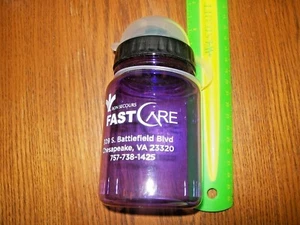 BON SECOURS
FASTCARE
S. Battlefield Blvd
Chesapeake, VA 23320
757-738-1425